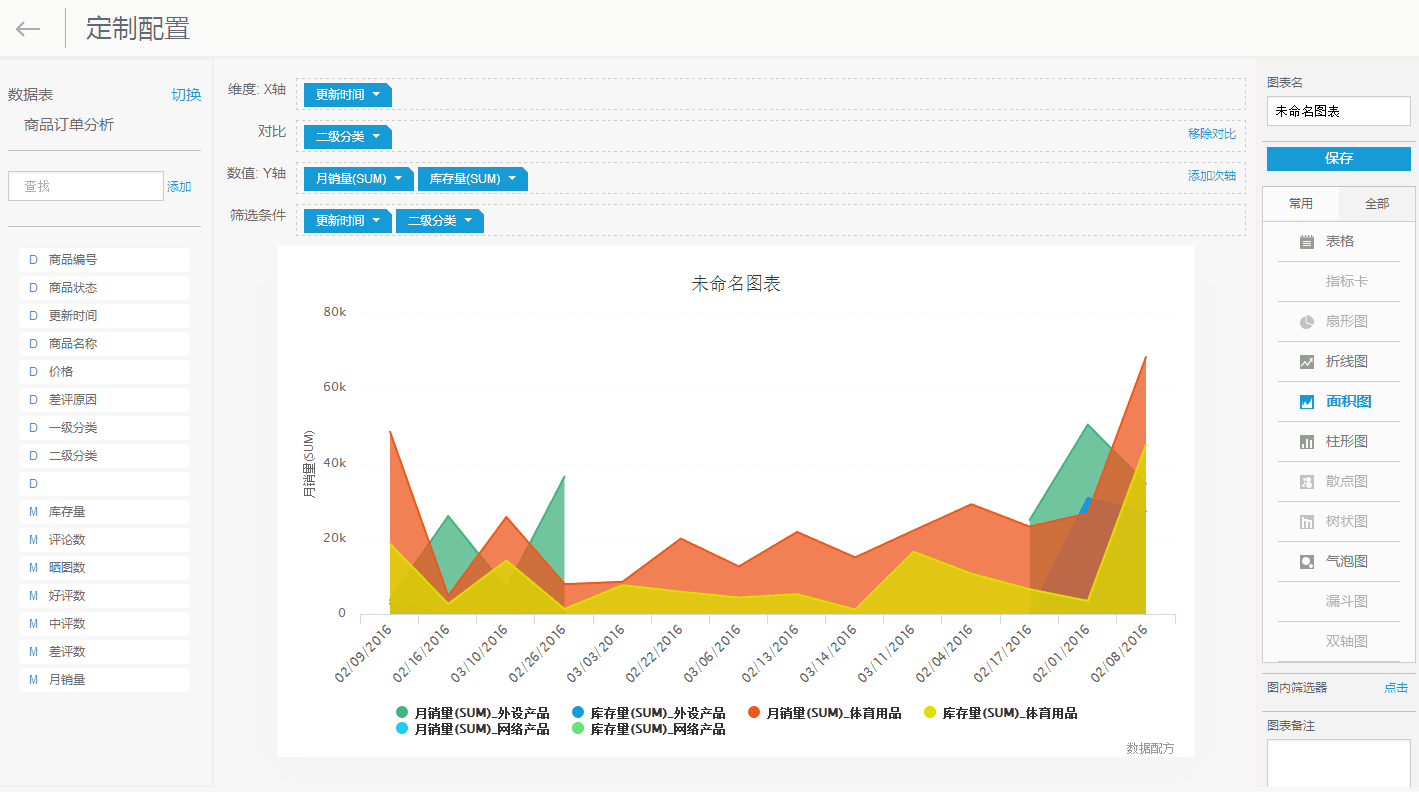 定制配置
数据表 切换
商品订单分析
查找 添加
D 商品编号
D 商品状态
D 更新时间
D 商品名称
D 价格
D 差评原因
D 一级分类
D 二级分类
D
M 库存量
M 评论数
M 晒图数
M 好评数
M 中评数
M 差评数
M 月销量
维度: X轴 更新时间
对比 二级分类 移除对比
数值: Y轴 月销量(SUM) 库存量(SUM) 添加次轴
筛选条件 更新时间 二级分类
未命名图表
月销量(SUM)
80k
60k
40k
20k
0
02/09/2016 02/16/2016 03/10/2016 02/26/2016 03/03/2016 02/22/2016 03/06/2016 02/13/2016 03/14/2016 03/11/2016 02/04/2016 02/17/2016 02/01/2016 02/08/2016
月销量(SUM)_外设产品 库存量(SUM)_外设产品 月销量(SUM)_体育用品 库存量(SUM)_体育用品
月销量(SUM)_网络产品 库存量(SUM)_网络产品
数据配方
图表名
未命名图表
保存
常用 全部
表格
指标卡
扇形图
折线图
面积图
柱形图
散点图
树状图
气泡图
漏斗图
双轴图
图内筛选器 点击
图表备注